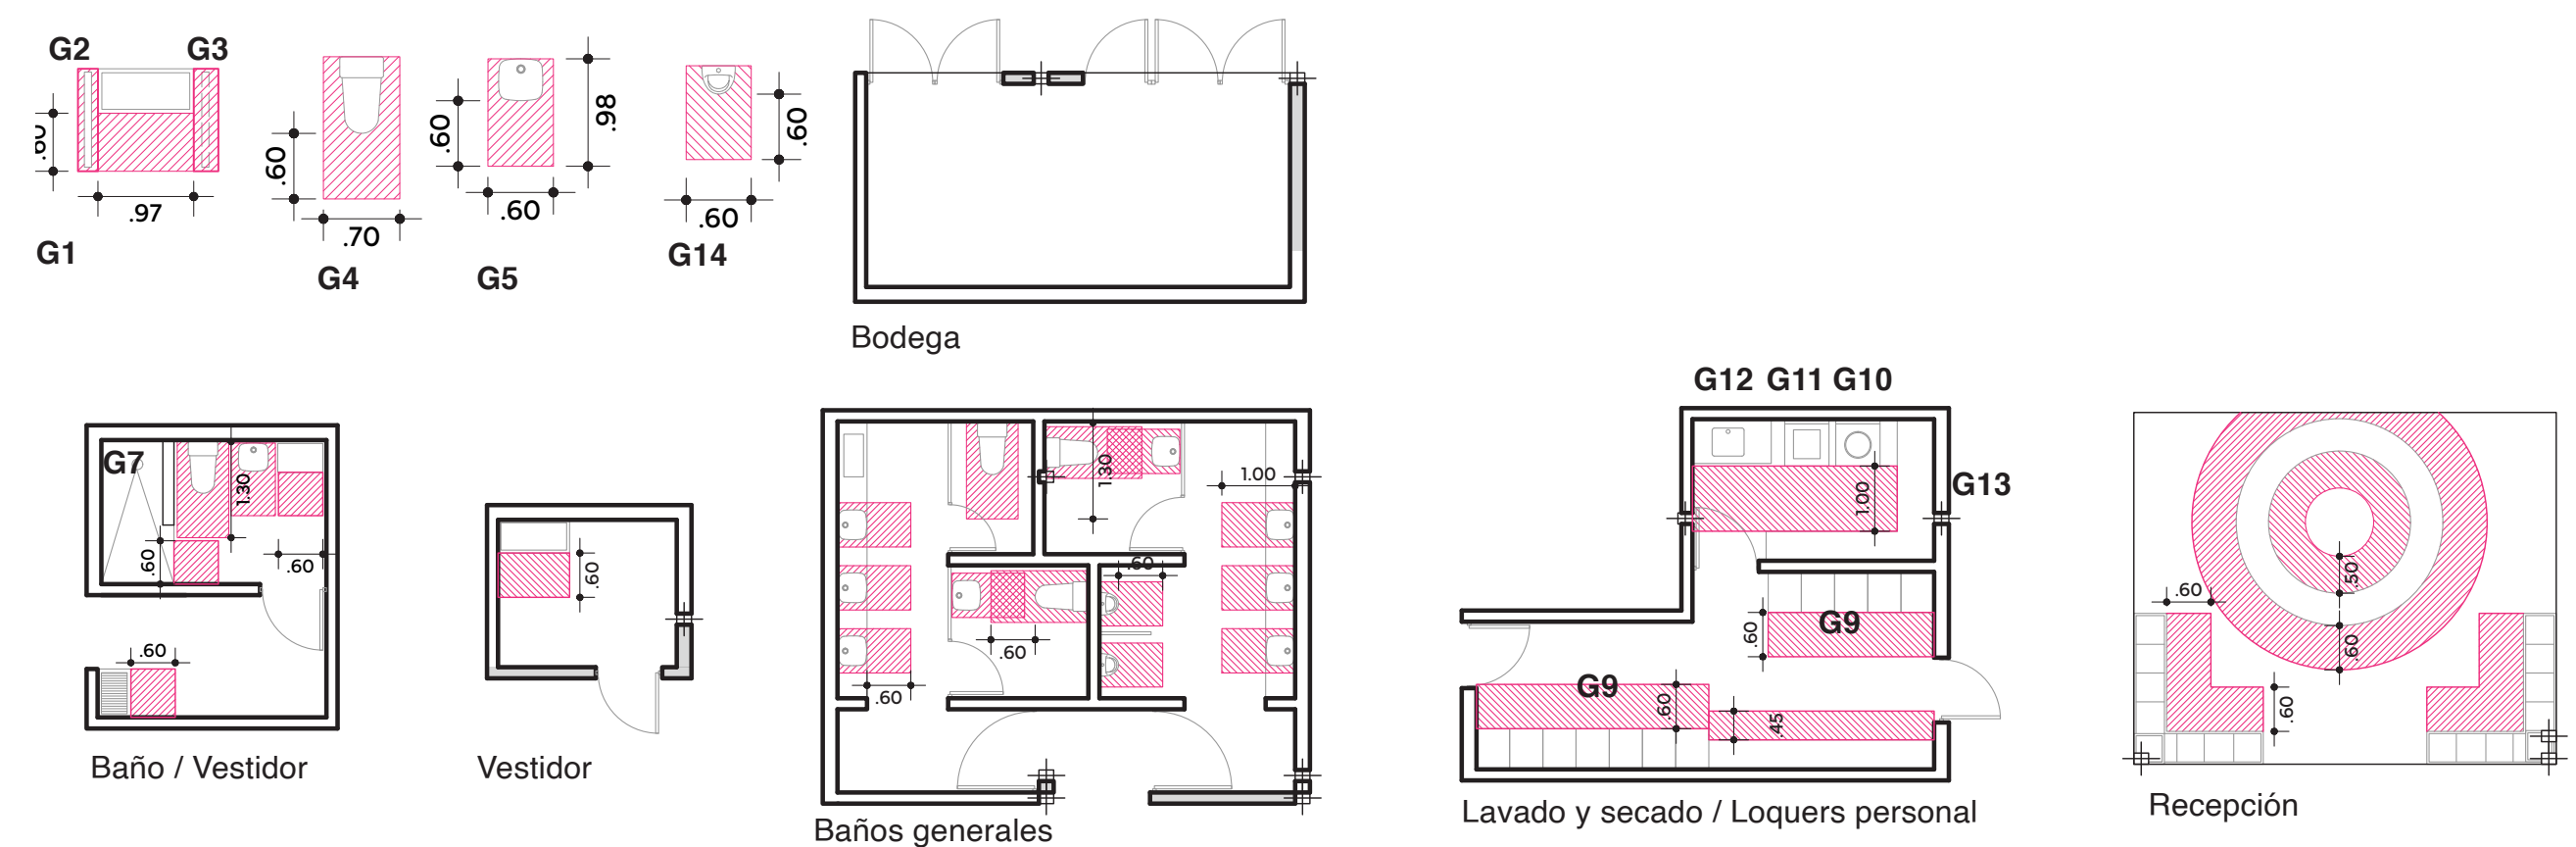 G2 G3
.60
.97
G1
.60
.70
G4
.60
.98
.60
G5
.60
.60
G14
Bodega
G7
1.30
.60
.60
.60
Baño / Vestidor
.60
Vestidor
1.30
1.00
.60
.60
.60
Baños generales
G12 G11 G10
1.00
G13
.60
G9
G9
.60
.45
Lavado y secado / Loquers personal
.50
.60
.60
.60
Recepción